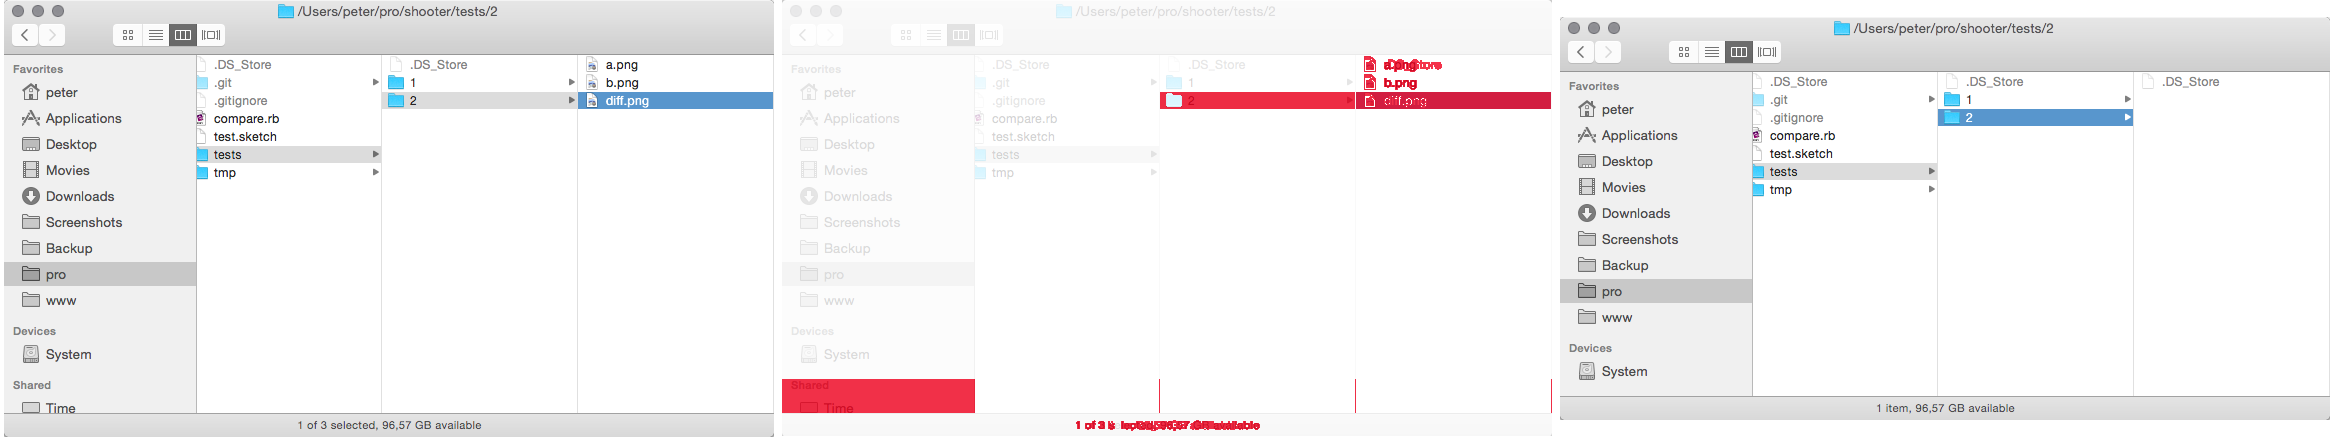 /Users/peter/pro/shooter/tests/2
Favorites
peter
Applications
Desktop
Movies
Downloads
Screenshots
Backup
pro
www
Devices
System
Shared
Time
.DS_Store
.git
.gitignore
compare.rb
test.sketch
tests
tmp
.DS_Store
1
2
a.png
b.png
diff.png
1 of 3 selected, 96,57 GB available
/Users/peter/pro/shooter/tests/2
Favorites
peter
Applications
Desktop
Movies
Downloads
Screenshots
Backup
pro
www
Devices
System
Shared
Time
.DS_Store
.git
.gitignore
compare.rb
test.sketch
tests
tmp
.DS_Store
1
2
b.png
diff.png
/Users/peter/pro/shooter/tests/2
Favorites
peter
Applications
Desktop
Movies
Downloads
Screenshots
Backup
pro
www
Devices
System
.DS_Store
.git
.gitignore
compare.rb
test.sketch
tests
tmp
.DS_Store
1
2
.DS_Store
1 item, 96,57 GB available